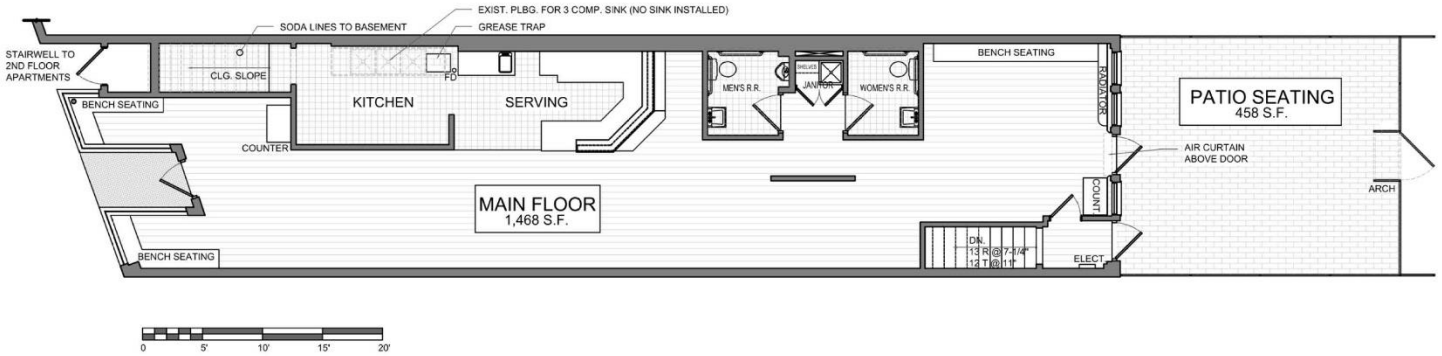 EXIST. PLBG. FOR 3 COMP. SINK (NO SINK INSTALLED)
SODA LINES TO BASEMENT
GREASE TRAP
STAIRWELL TO
2ND FLOOR
APARTMENTS
CLG. SLOPE
FD
BENCH SEATING
KITCHEN
SERVING
COUNTER
MEN'S R.R.
SHELVES
JANITOR
WOMEN'S R.R.
BENCH SEATING
RADIATOR
PATIO SEATING
458 S.F.
AIR CURTAIN
ABOVE DOOR
ARCH
COUNT
MAIN FLOOR
1,468 S.F.
DN.
13 R @ 7-1/4"
12 T @ 11"
ELECT
BENCH SEATING
0 5' 10' 15' 20'